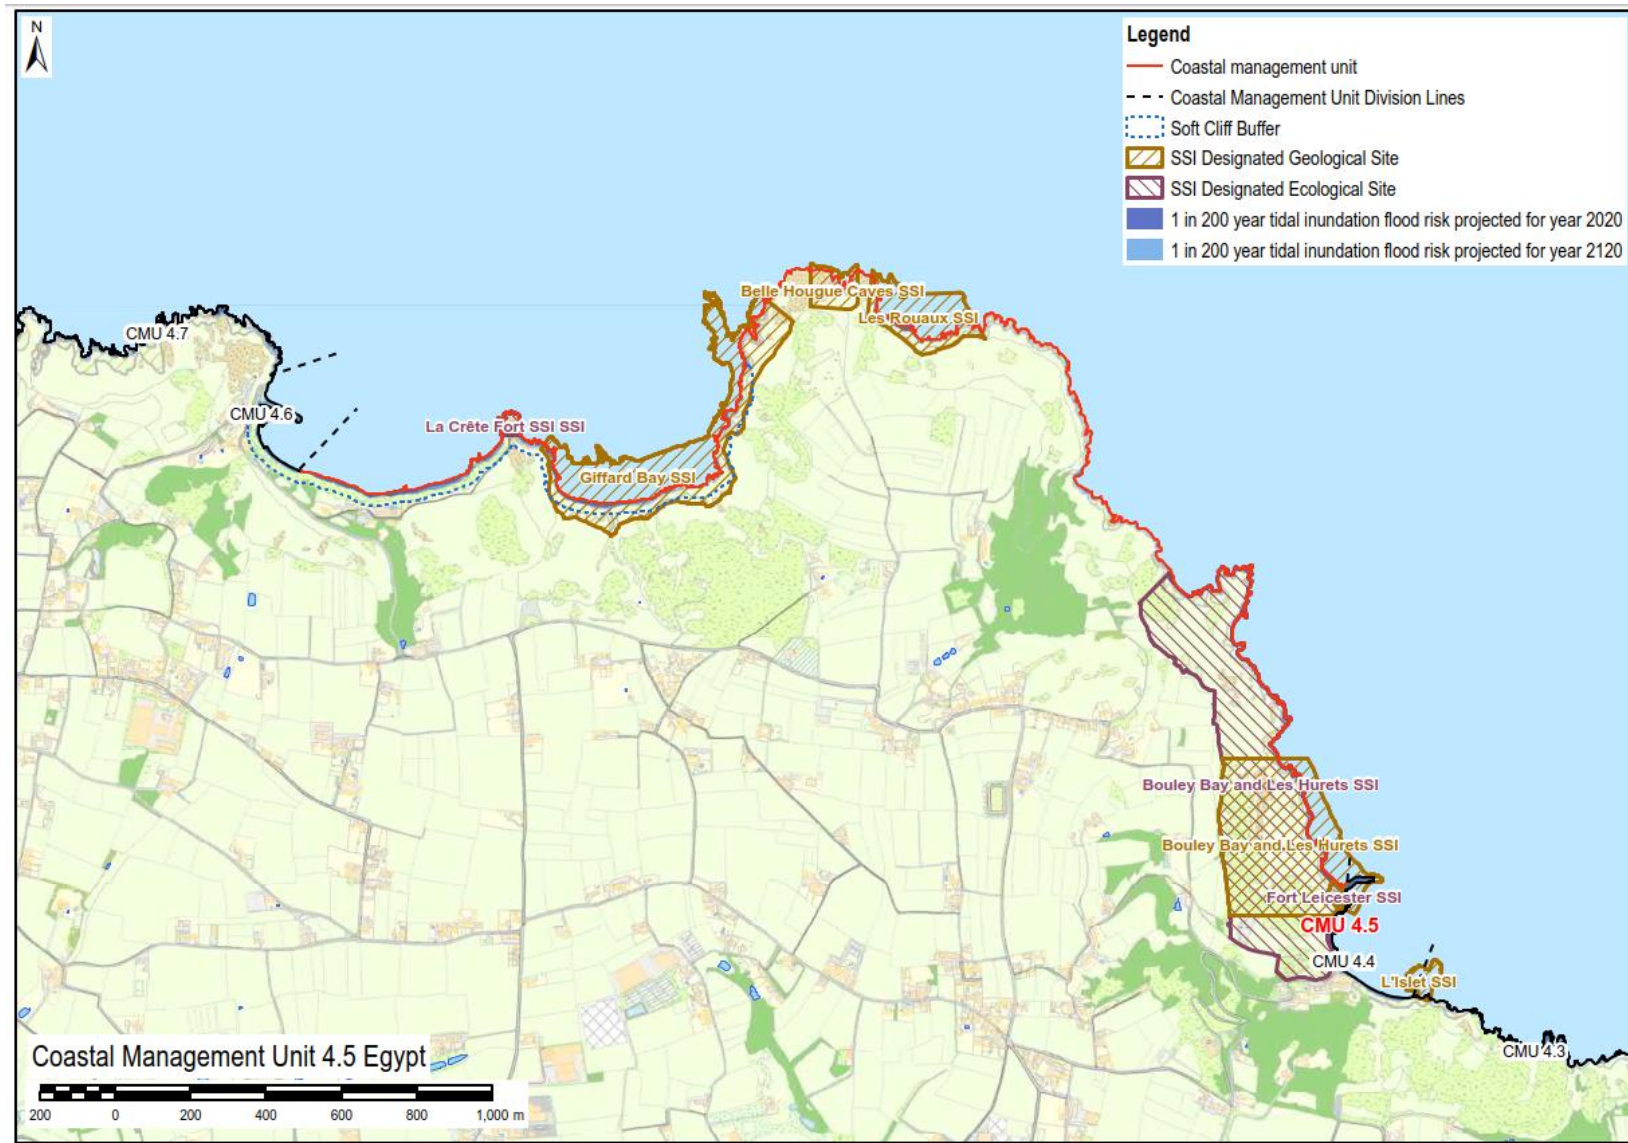 N
Legend
Coastal management unit
Coastal Management Unit Division Lines
Soft Cliff Buffer
SSI Designated Geological Site
SSI Designated Ecological Site
1 in 200 year tidal inundation flood risk projected for year 2020
1 in 200 year tidal inundation flood risk projected for year 2120
Belle Hougue Caves SSI
Les Rouaux SSI
CMU 4.7
CMU 4.6
La Crête Fort SSI SSI
Giffard Bay SSI
Bouley Bay and Les Hurets SSI
Bouley Bay and Les Hurets SSI
Fort Leicester SSI
CMU 4.5
CMU 4.4
L'Islet SSI
CMU 4.3
Coastal Management Unit 4.5 Egypt
200 0 200 400 600 800 1,000 m